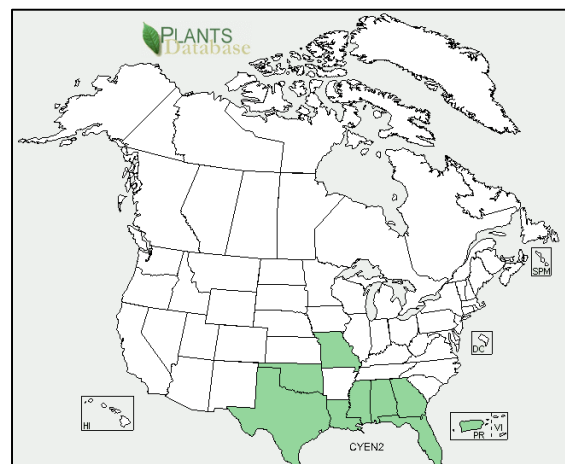 PLANTS
Database
SPM
DC
HI
PR VI
CYEN2